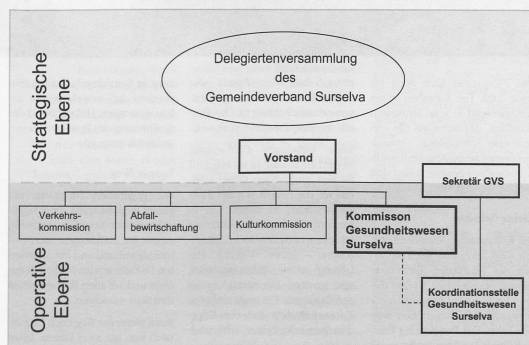 Strategische
Ebene
Delegiertenversammlung
des
Gemeindeverband Surselva
Vorstand
Sekretär GVS
Operative
Ebene
Verkehrs-
kommission
Abfall-
bewirtschaftung
Kulturkommission
Kommisson
Gesundheitswesen
Surselva
Koordinationsstelle
Gesundheitswesen
Surselva